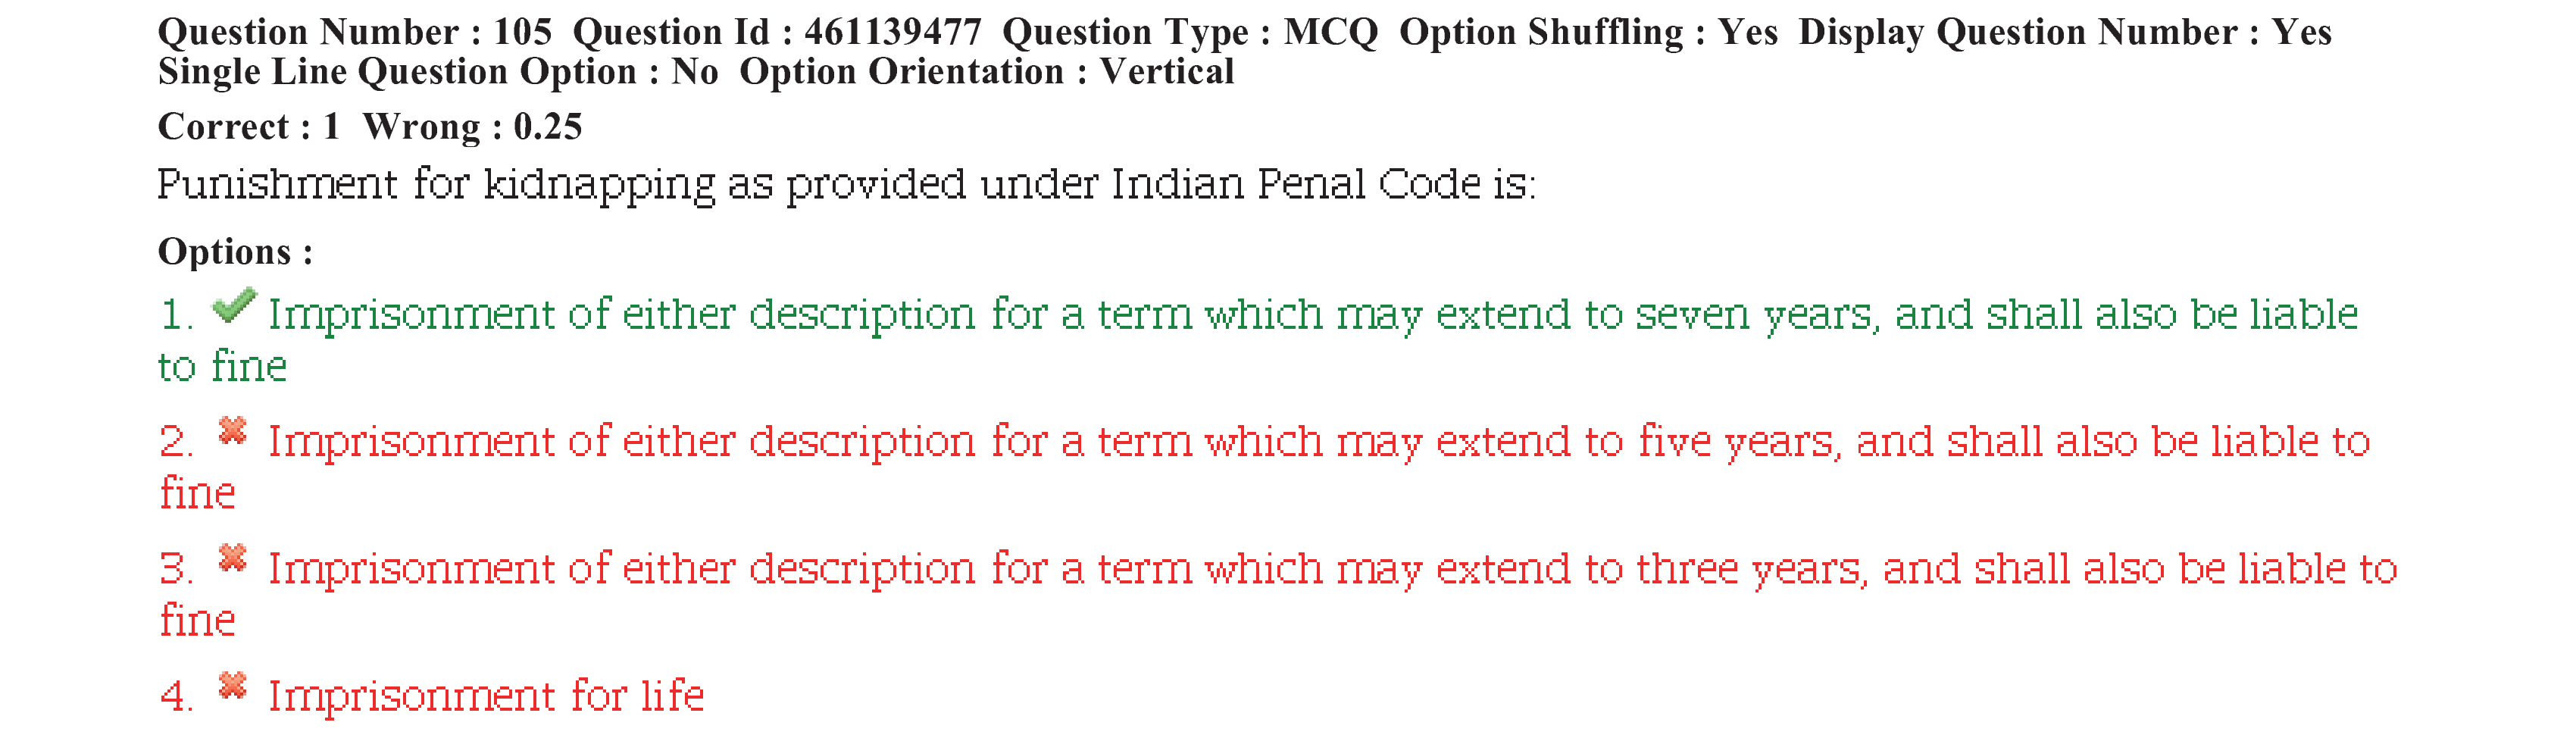 Question Number : 105 Question Id : 461139477 Question Type : MCQ Option Shuffling : Yes Display Question Number : Yes
Single Line Question Option : No Option Orientation : Vertical
Correct : 1 Wrong : 0.25
Punishment for kidnapping as provided under Indian Penal Code is:
Options :
1. Imprisonment of either description for a term which may extend to seven years, and shall also be liable
to fine
2. Imprisonment of either description for a term which may extend to five years, and shall also be liable to
fine
3. Imprisonment of either description for a term which may extend to three years, and shall also be liable to
fine
4. Imprisonment for life